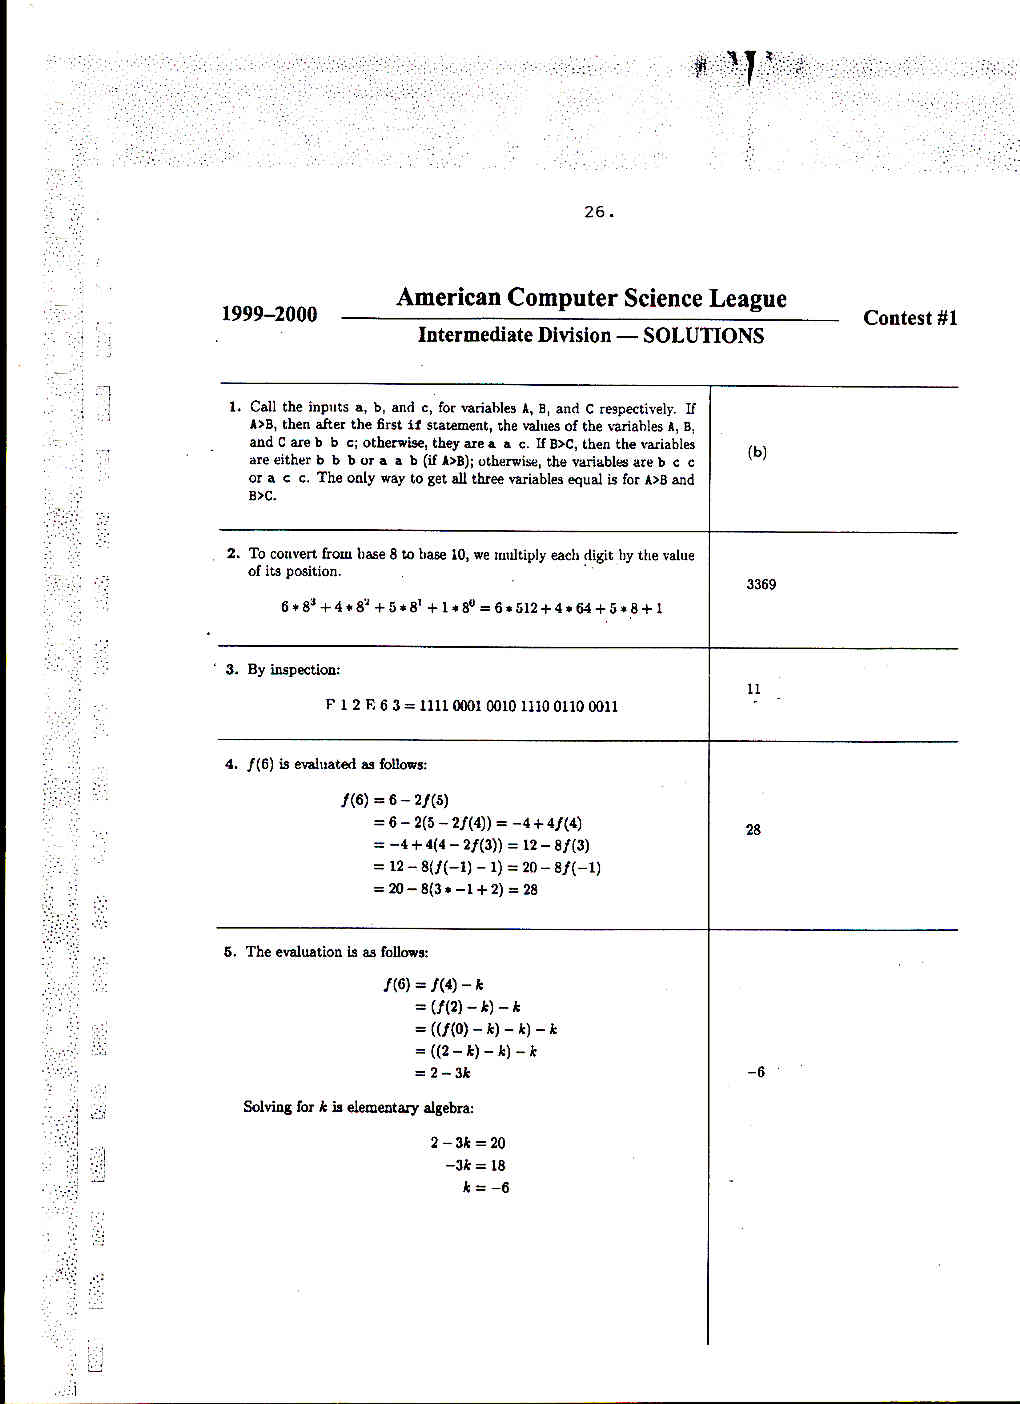 26.
American Computer Science League
1999–2000
Contest #1
Intermediate Division — SOLUTIONS
1. Call the inputs a, b, and c, for variables A, B, and C respectively. If
A>B, then after the first if statement, the values of the variables A, B,
and C are b b c; otherwise, they are a a c. If B>C, then the variables
are either b b b or a a b (if A>B); otherwise, the variables are b c c
or a c c. The only way to get all three variables equal is for A>B and
B>C.
(b)
2. To convert from base 8 to base 10, we multiply each digit by the value
of its position.
6 * 8³ + 4 * 8² + 5 * 8¹ + 1 * 8⁰ = 6 * 512 + 4 * 64 + 5 * 8 + 1
3369
3. By inspection:
F 1 2 E 6 3 = 1111 0001 0010 1110 0110 0011
11
4. f(6) is evaluated as follows:
f(6) = 6 – 2f(5)
= 6 – 2(5 – 2f(4)) = –4 + 4f(4)
= –4 + 4(4 – 2f(3)) = 12 – 8f(3)
= 12 – 8(f(–1) – 1) = 20 – 8f(–1)
= 20 – 8(3 * –1 + 2) = 28
28
5. The evaluation is as follows:
f(6) = f(4) – k
= (f(2) – k) – k
= ((f(0) – k) – k) – k
= ((2 – k) – k) – k
= 2 – 3k
–6
Solving for k is elementary algebra:
2 – 3k = 20
–3k = 18
k = –6